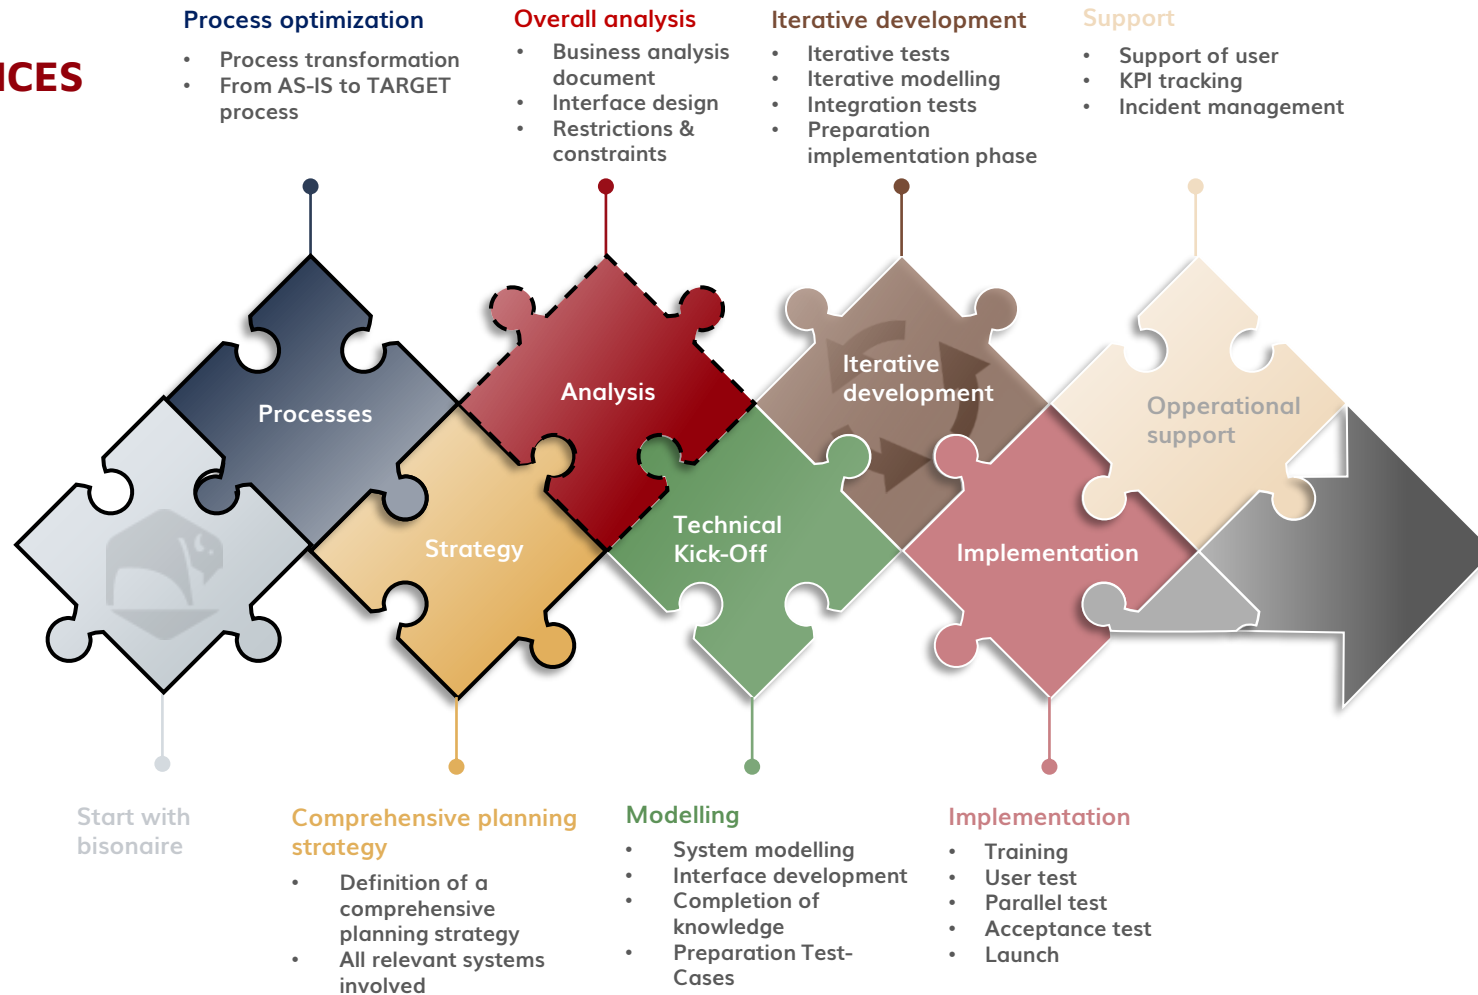 ICES
Process optimization
• Process transformation
• From AS-IS to TARGET
process
Overall analysis
• Business analysis
document
• Interface design
• Restrictions &
constraints
Iterative development
• Iterative tests
• Iterative modelling
• Integration tests
• Preparation
implementation phase
Support
• Support of user
• KPI tracking
• Incident management
Processes
Strategy
Analysis
Technical
Kick-Off
Iterative
development
Implementation
Opperational
support
Start with
bisonaire
Comprehensive planning
strategy
• Definition of a
comprehensive
planning strategy
• All relevant systems
involved
Modelling
• System modelling
• Interface development
• Completion of
knowledge
• Preparation Test-
Cases
Implementation
• Training
• User test
• Parallel test
• Acceptance test
• Launch